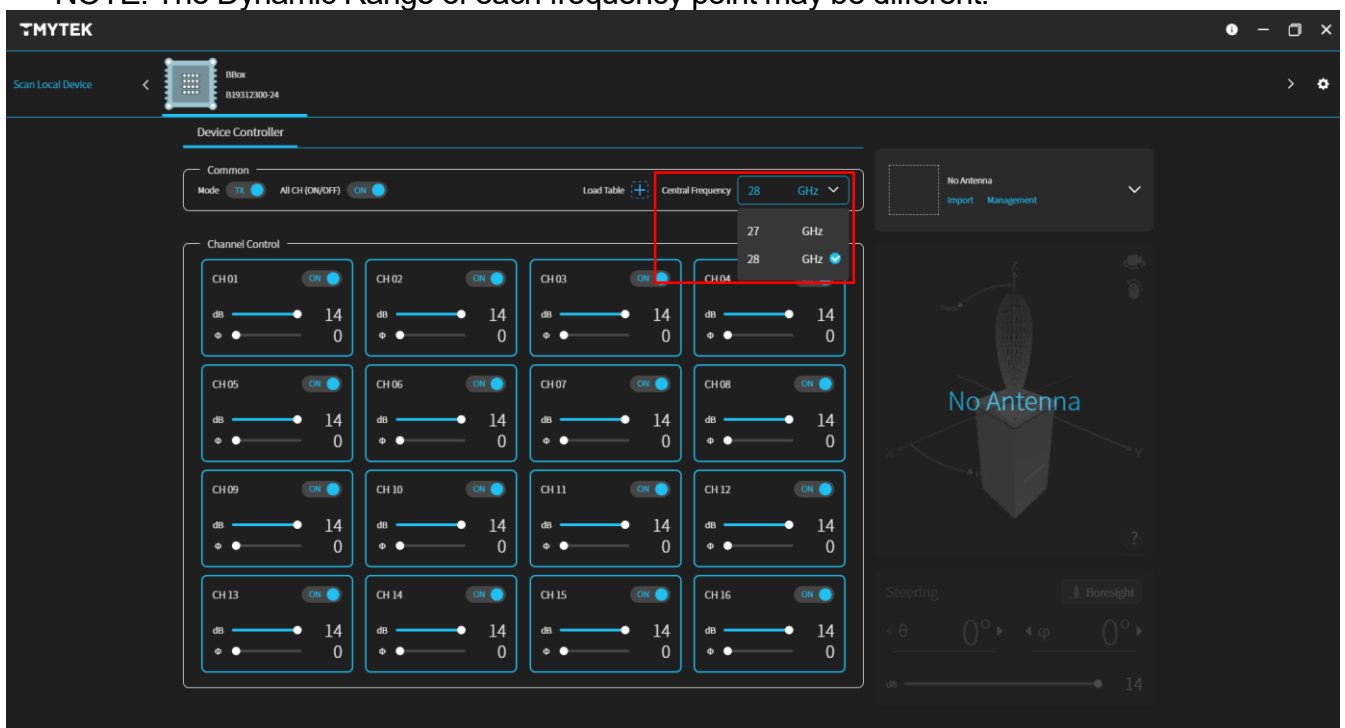 NOTE: The Dynamic Range of each frequency point may be different.
TMYTEK
Scan Local Device
BBox
B19312300-24
Device Controller
Common
Mode TX All CH (ON/OFF) ON Load Table Central Frequency 28 GHz
27 GHz
28 GHz
No Antenna
Import Management
Channel Control
CH 01 ON CH 02 ON CH 03 ON CH 04 ON
dB 14 dB 14 dB 14 dB 14
Φ 0 Φ 0 Φ 0 Φ 0
CH 05 ON CH 06 ON CH 07 ON CH 08 ON
dB 14 dB 14 dB 14 dB 14
Φ 0 Φ 0 Φ 0 Φ 0
CH 09 ON CH 10 ON CH 11 ON CH 12 ON
dB 14 dB 14 dB 14 dB 14
Φ 0 Φ 0 Φ 0 Φ 0
CH 13 ON CH 14 ON CH 15 ON CH 16 ON
dB 14 dB 14 dB 14 dB 14
Φ 0 Φ 0 Φ 0 Φ 0
Z
No Antenna
X Y
?
Steering Boresight
θ 0° φ 0°
dB 14